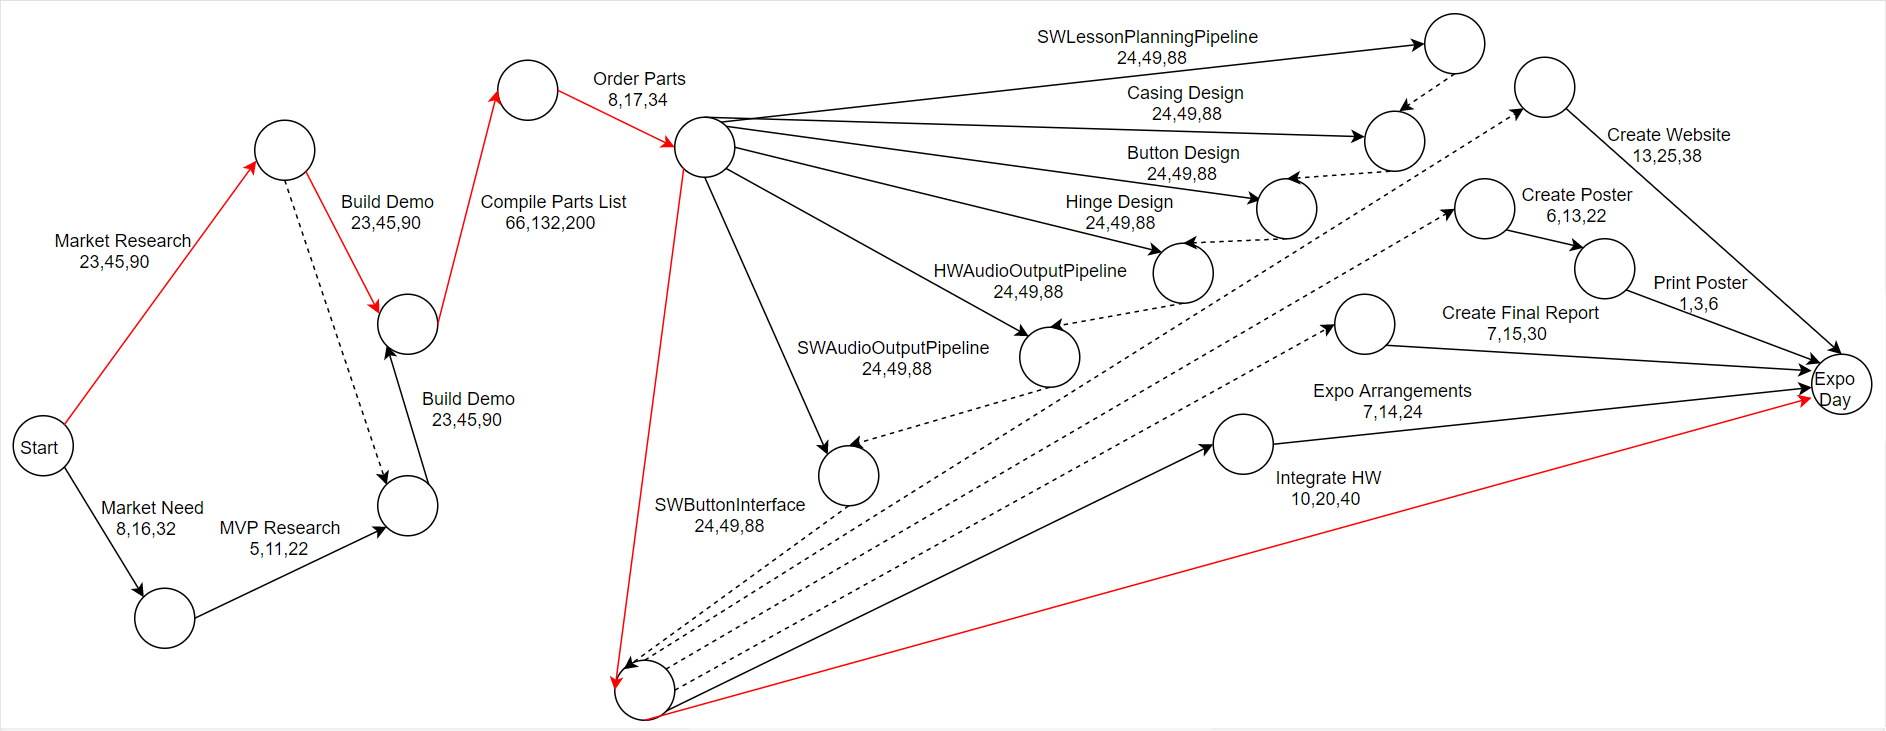 SWLessonPlanningPipeline
24,49,88
Order Parts
8,17,34
Casing Design
24,49,88
Create Website
13,25,38
Button Design
24,49,88
Build Demo
23,45,90
Compile Parts List
66,132,200
Hinge Design
24,49,88
Create Poster
6,13,22
Market Research
23,45,90
HWAudioOutputPipeline
24,49,88
Print Poster
1,3,6
Create Final Report
7,15,30
SWAudioOutputPipeline
24,49,88
Expo
Day
Build Demo
23,45,90
Expo Arrangements
7,14,24
Start
Market Need
8,16,32
MVP Research
5,11,22
SWButtonInterface
24,49,88
Integrate HW
10,20,40